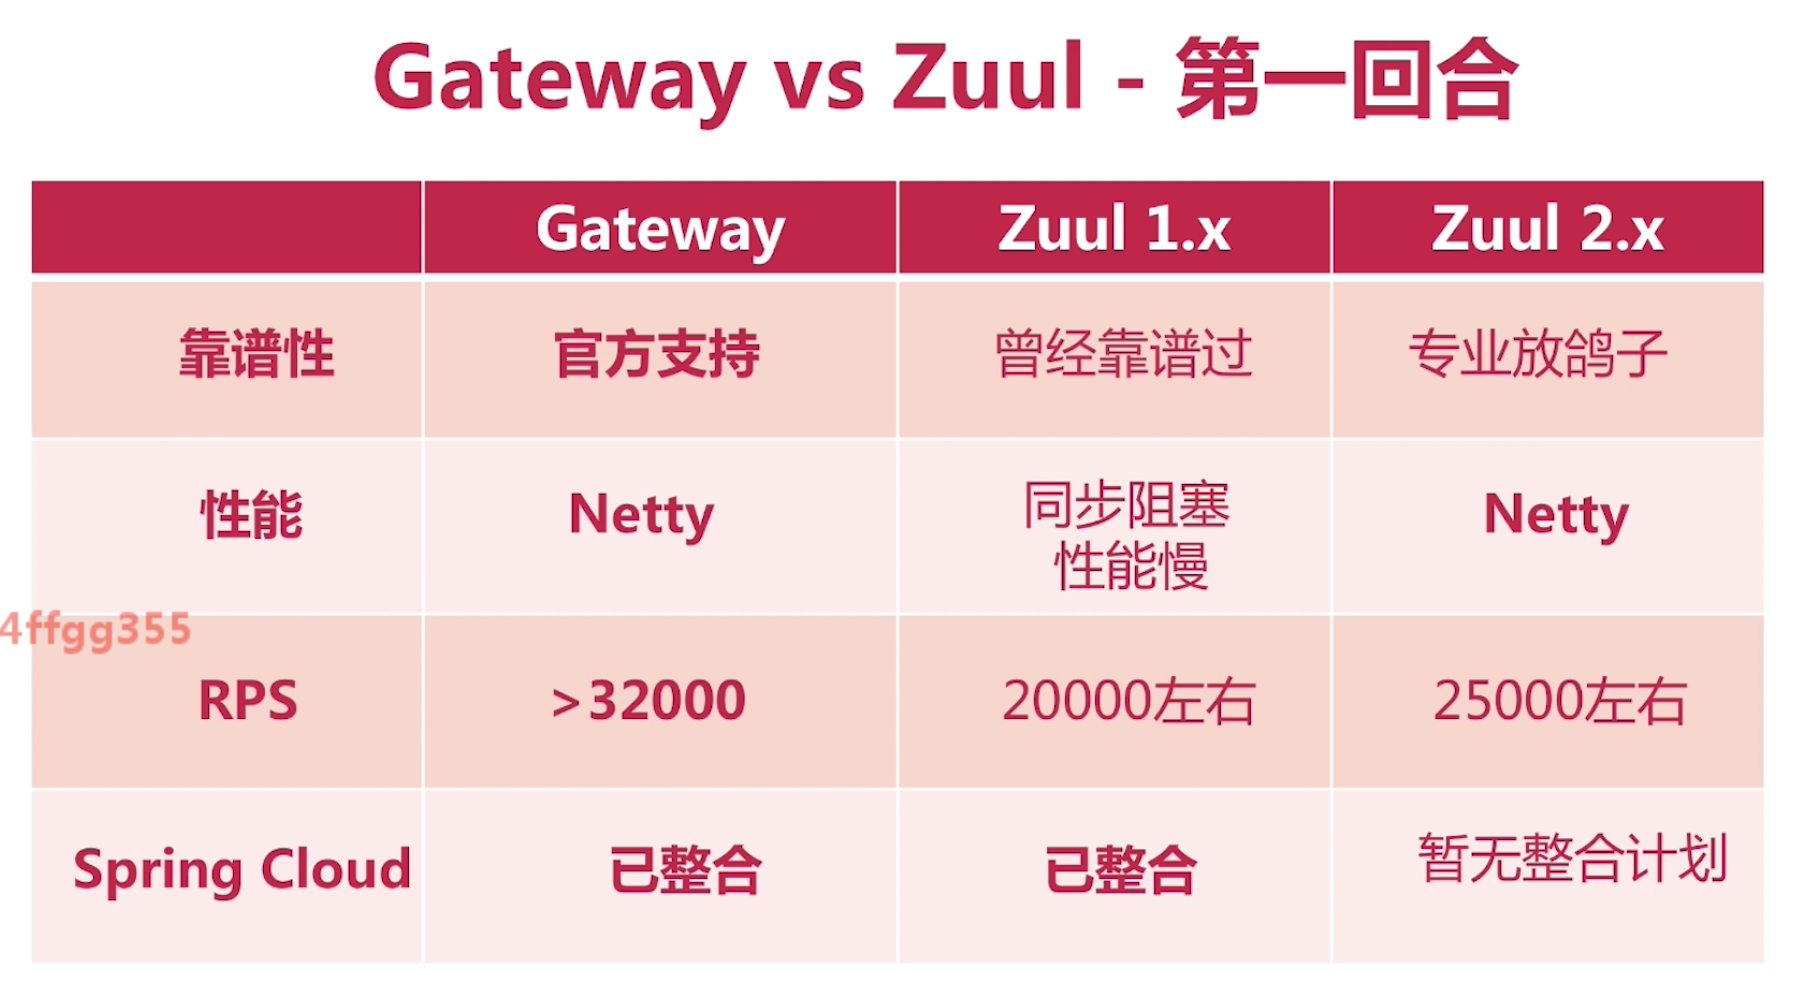 Gateway vs Zuul - 第一回合
Gateway Zuul 1.x Zuul 2.x
靠谱性 官方支持 曾经靠谱过 专业放鸽子
性能 Netty 同步阻塞 Netty
性能慢
4ffgg355
RPS >32000 20000左右 25000左右
Spring Cloud 已整合 已整合 暂无整合计划